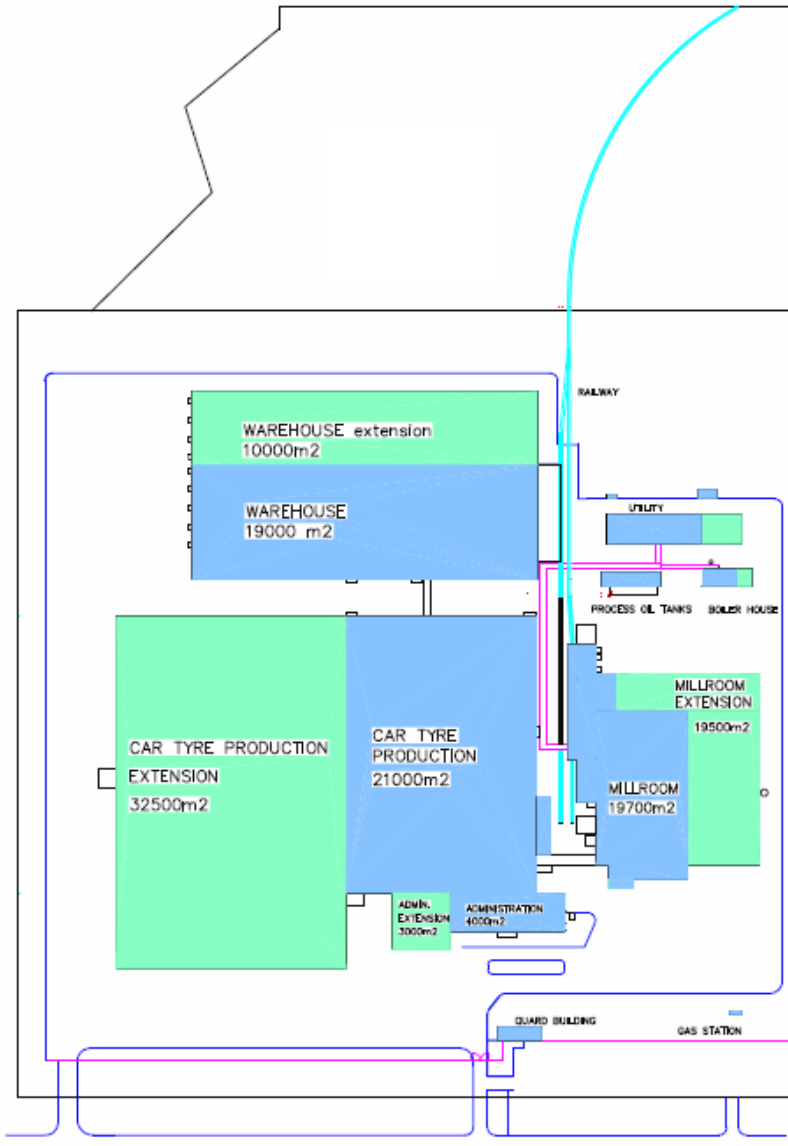 RAILWAY
WAREHOUSE extension
10000m2
WAREHOUSE
19000 m2
UTILITY
PROCESS OIL TANKS
BOILER HOUSE
MILLROOM
EXTENSION
19500m2
CAR TYRE PRODUCTION
EXTENSION
32500m2
CAR TYRE
PRODUCTION
21000m2
MILLROOM
19700m2
ADMIN.
EXTENSION
3000m2
ADMINISTRATION
4000m2
QUARD BUILDING
GAS STATION